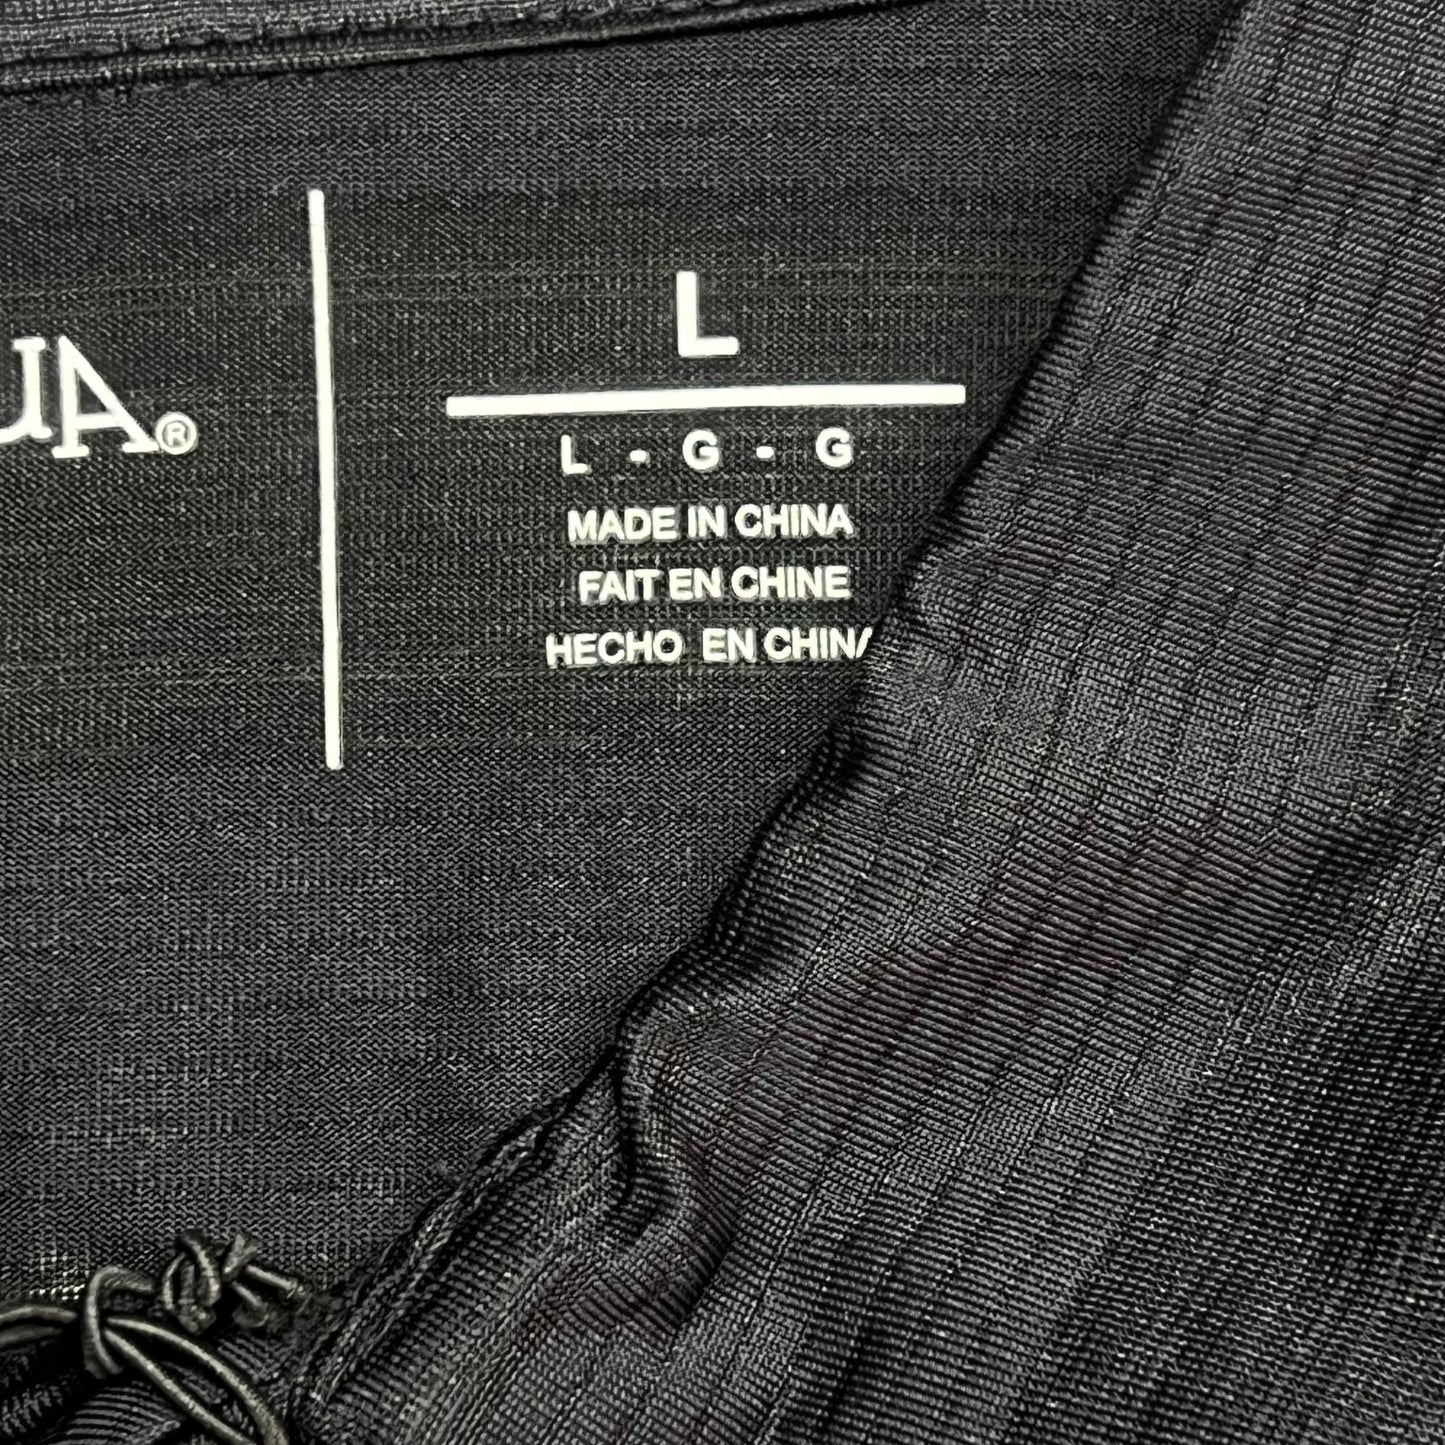 UA®
L
L - G - G
MADE IN CHINA
FAIT EN CHINE
HECHO EN CHINA